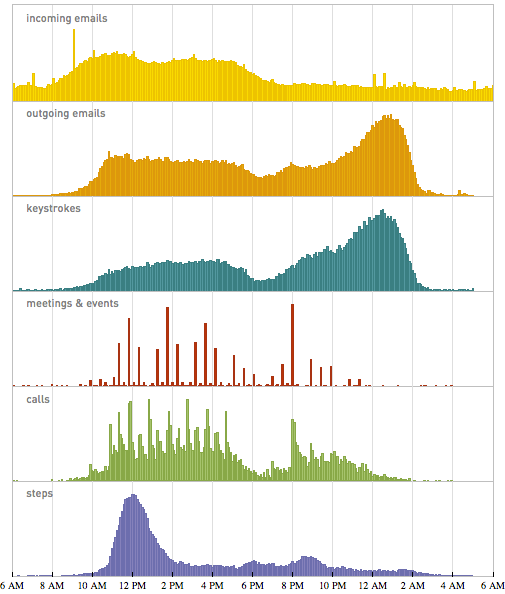 incoming emails
outgoing emails
keystrokes
meetings & events
calls
steps
6 AM 8 AM 10 AM 12 PM 2 PM 4 PM 6 PM 8 PM 10 PM 12 AM 2 AM 4 AM 6 AM